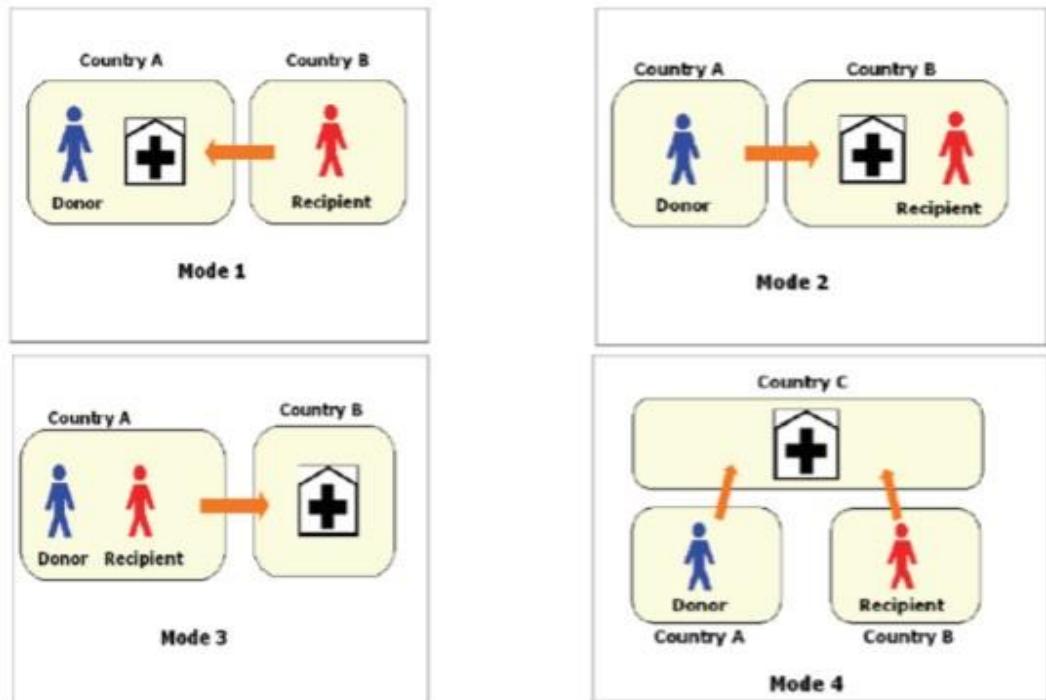 Country A
Country B
Donor
Recipient
Mode 1
Country A
Country B
Donor
Recipient
Mode 2
Country A
Country B
Donor Recipient
Mode 3
Country C
Donor
Recipient
Country A
Country B
Mode 4